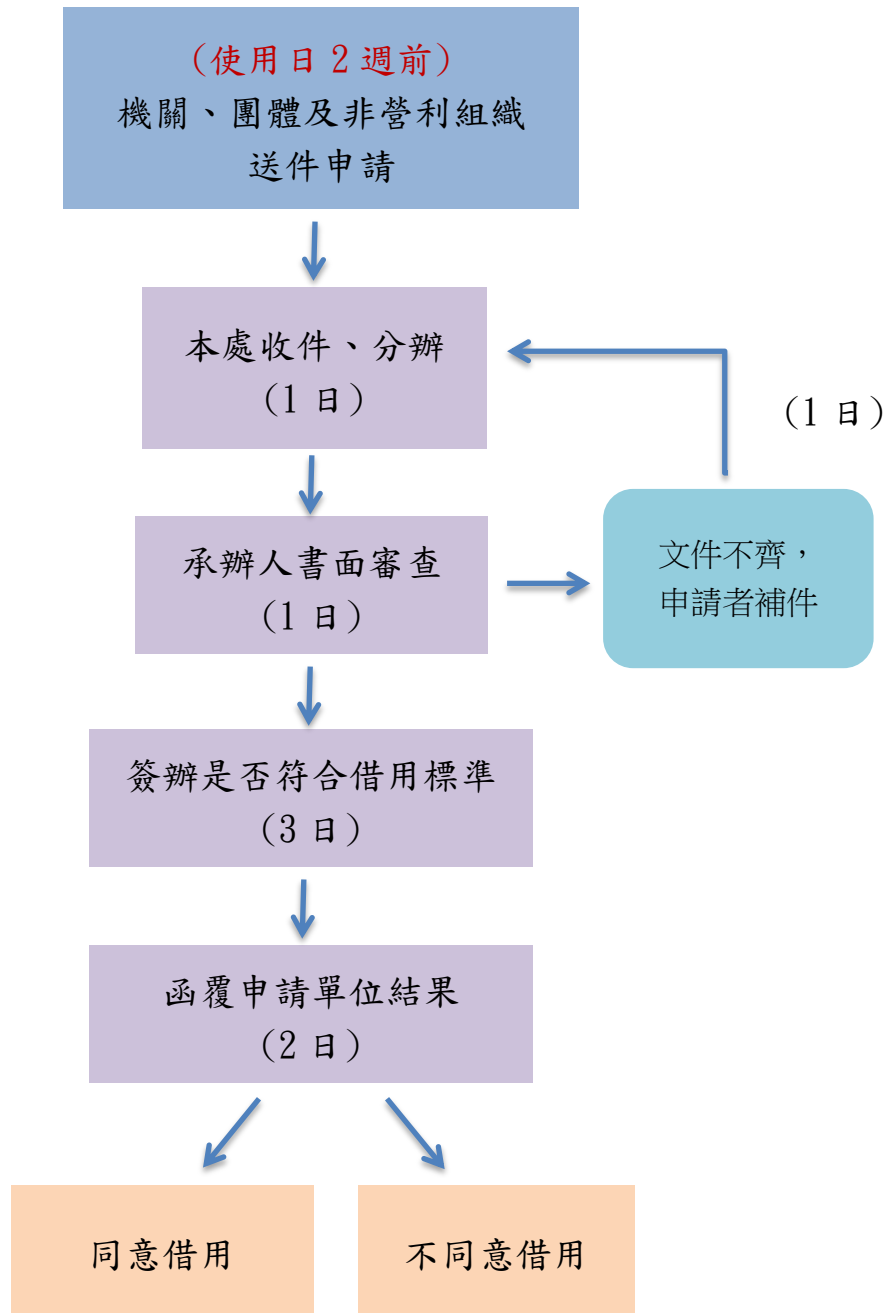 (使用日 2 週前)
機關、團體及非營利組織
送件申請
本處收件、分辦
(1 日)
(1 日)
承辦人書面審查
(1 日)
文件不齊，
申請者補件
簽辦是否符合借用標準
(3 日)
函覆申請單位結果
(2 日)
同意借用
不同意借用